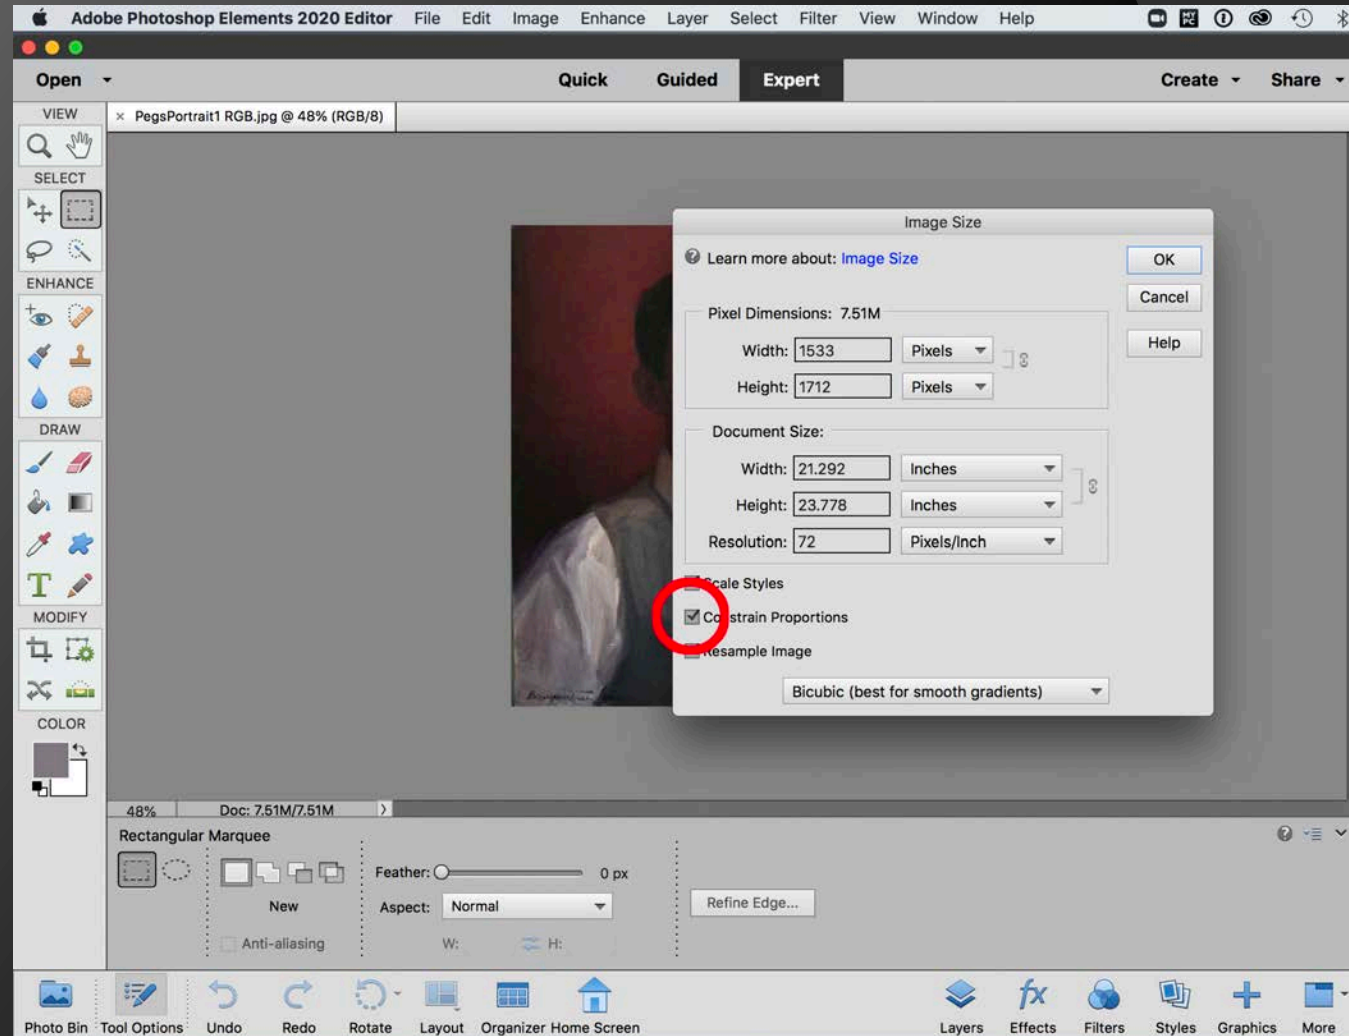 Adobe Photoshop Elements 2020 Editor File Edit Image Enhance Layer Select Filter View Window Help
Open Quick Guided Expert Create Share
VIEW
× PegsPortrait1 RGB.jpg @ 48% (RGB/8)
SELECT
ENHANCE
DRAW
T
MODIFY
COLOR
Image Size
Learn more about: Image Size
OK
Cancel
Help
Pixel Dimensions: 7.51M
Width: 1533 Pixels
Height: 1712 Pixels
Document Size:
Width: 21.292 Inches
Height: 23.778 Inches
Resolution: 72 Pixels/Inch
Scale Styles
Constrain Proportions
Resample Image
Bicubic (best for smooth gradients)
48% Doc: 7.51M/7.51M >
Rectangular Marquee
New
Anti-aliasing
Feather: 0 px
Aspect: Normal
W: H:
Refine Edge...
fx
Photo Bin Tool Options Undo Redo Rotate Layout Organizer Home Screen Layers Effects Filters Styles Graphics More